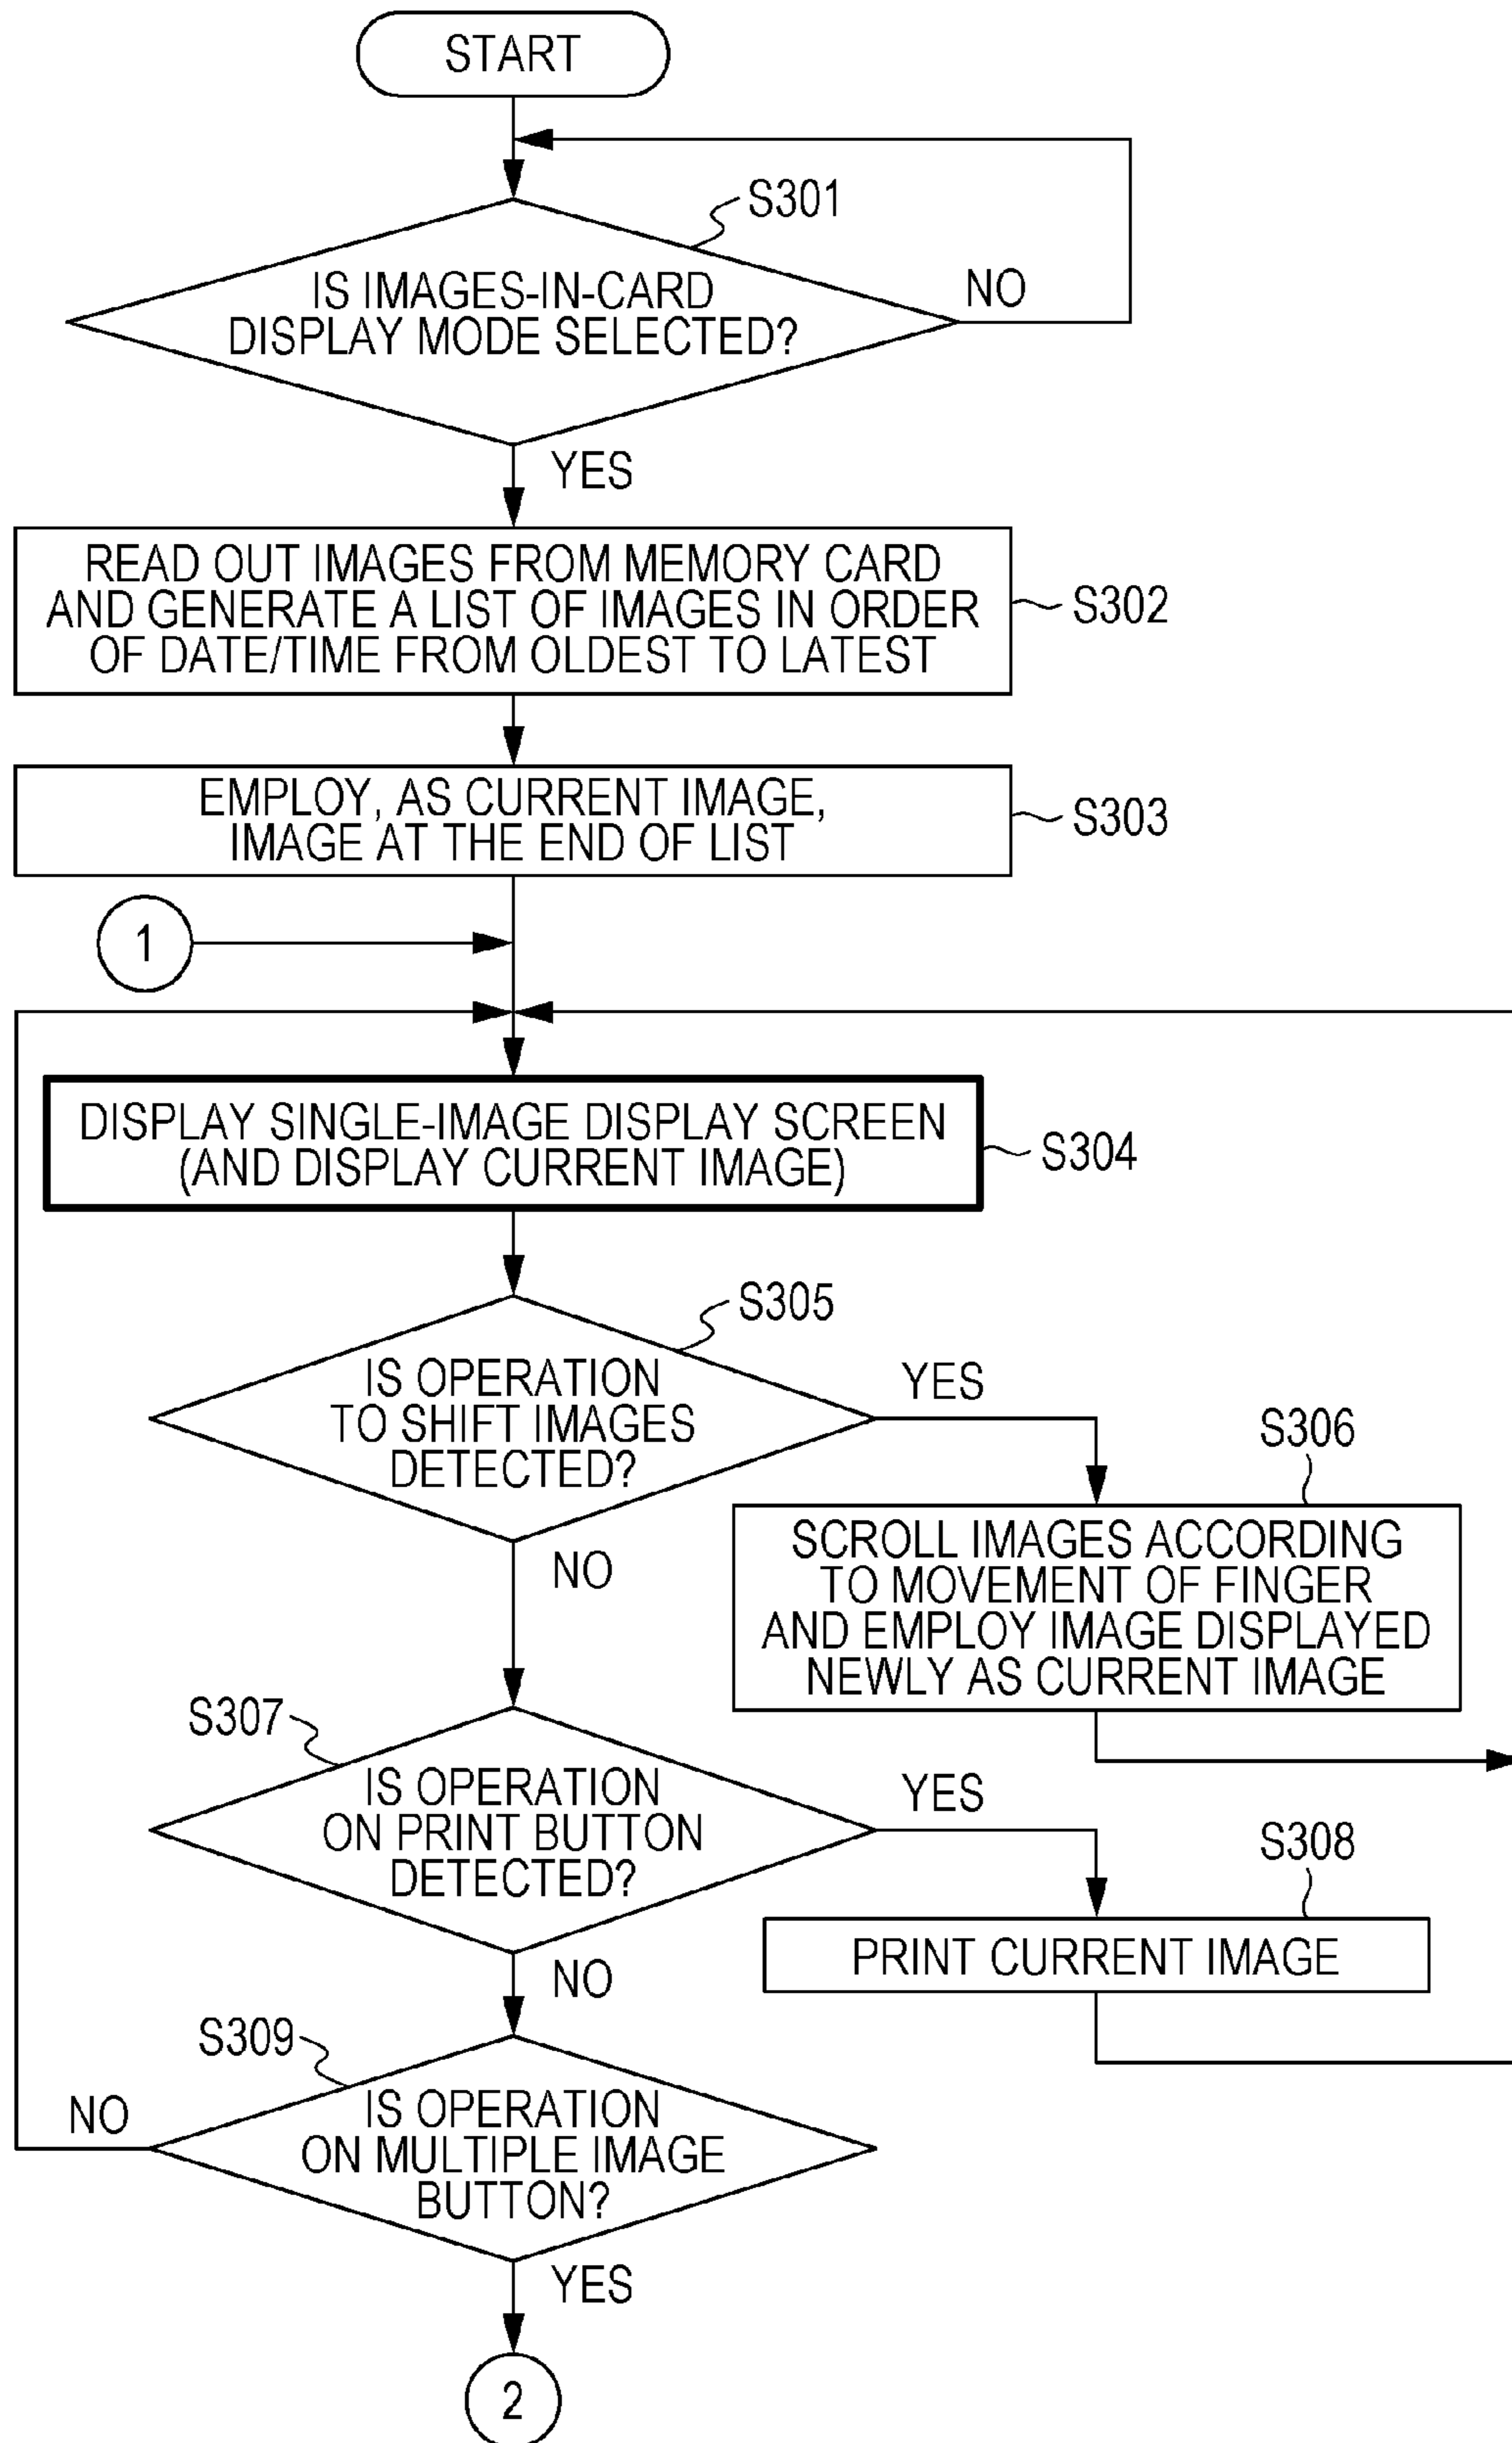 START
S301
IS IMAGES-IN-CARD
DISPLAY MODE SELECTED?
NO
YES
READ OUT IMAGES FROM MEMORY CARD
AND GENERATE A LIST OF IMAGES IN ORDER
OF DATE/TIME FROM OLDEST TO LATEST
S302
EMPLOY, AS CURRENT IMAGE,
IMAGE AT THE END OF LIST
S303
1
DISPLAY SINGLE-IMAGE DISPLAY SCREEN
(AND DISPLAY CURRENT IMAGE)
S304
S305
IS OPERATION
TO SHIFT IMAGES
DETECTED?
YES
NO
S306
SCROLL IMAGES ACCORDING
TO MOVEMENT OF FINGER
AND EMPLOY IMAGE DISPLAYED
NEWLY AS CURRENT IMAGE
S307
IS OPERATION
ON PRINT BUTTON
DETECTED?
YES
NO
S308
PRINT CURRENT IMAGE
S309
IS OPERATION
ON MULTIPLE IMAGE
BUTTON?
NO
YES
2